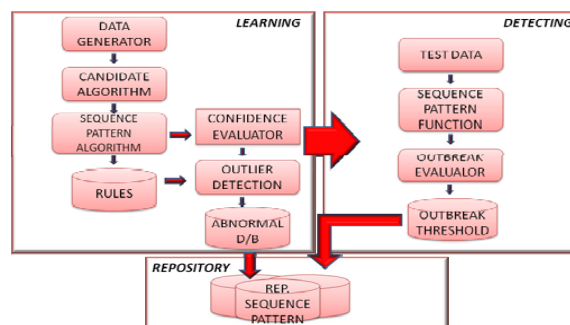 LEARNING
DATA
GENERATOR
CANDIDATE
ALGORITHM
SEQUENCE
PATTERN
ALGORITHM
RULES
CONFIDENCE
EVALUATOR
OUTLIER
DETECTION
ABNORMAL
D/B
DETECTING
TEST DATA
SEQUENCE
PATTERN
FUNCTION
OUTBREAK
EVALUALOR
OUTBREAK
THRESHOLD
REPOSITORY
REP.
SEQUENCE
PATTERN